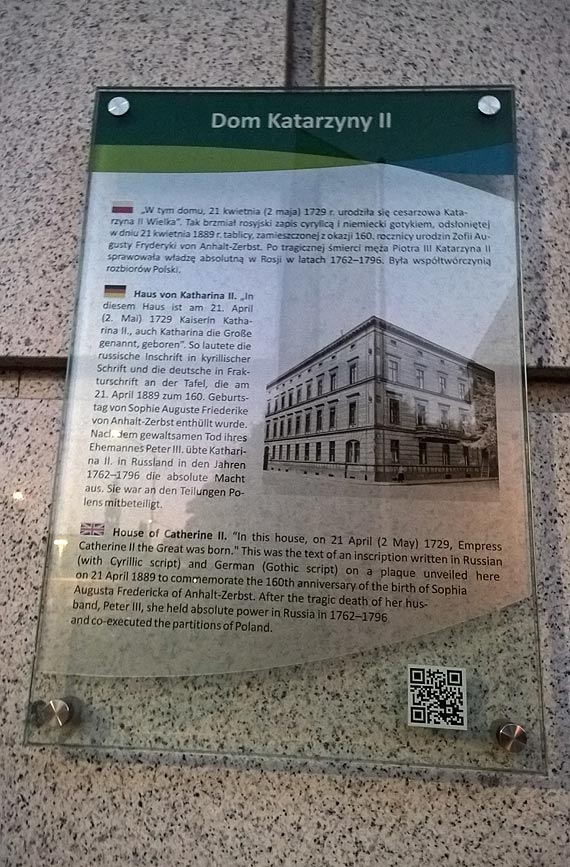 Dom Katarzyny II
„W tym domu, 21 kwietnia (2 maja) 1729 r. urodziła się cesarzowa Kata-
rzyna II Wielka”. Tak brzmiał rosyjski zapis cyrylicą i niemiecki gotykiem, odsłoniętej
w dniu 21 kwietnia 1889 r. tablicy, zamieszczonej z okazji 160. rocznicy urodzin Zofii Au-
gusty Fryderyki von Anhalt-Zerbst. Po tragicznej śmierci męża Piotra III Katarzyna II
sprawowała władzę absolutną w Rosji w latach 1762–1796. Była współtwórczynią
rozbiorów Polski.
Haus von Katharina II. „In
diesem Haus ist am 21. April
(2. Mai) 1729 Kaiserin Katha-
rina II., auch Katharina die Große
genannt, geboren”. So lautete die
russische Inschrift in kyrillischer
Schrift und die deutsche in Frak-
turschrift an der Tafel, die am
21. April 1889 zum 160. Geburts-
tag von Sophie Auguste Friederike
von Anhalt-Zerbst enthüllt wurde.
Nach dem gewaltsamen Tod ihres
Ehemannes Peter III. übte Kathari-
na II. in Russland in den Jahren
1762–1796 die absolute Macht
aus. Sie war an den Teilungen Po-
lens mitbeteiligt.
House of Catherine II. "In this house, on 21 April (2 May) 1729, Empress
Catherine II the Great was born." This was the text of an inscription written in Russian
(with Cyrillic script) and German (Gothic script) on a plaque unveiled here
on 21 April 1889 to commemorate the 160th anniversary of the birth of Sophia
Augusta Fredericka of Anhalt-Zerbst. After the tragic death of her hus-
band, Peter III, she held absolute power in Russia in 1762–1796
and co-executed the partitions of Poland.